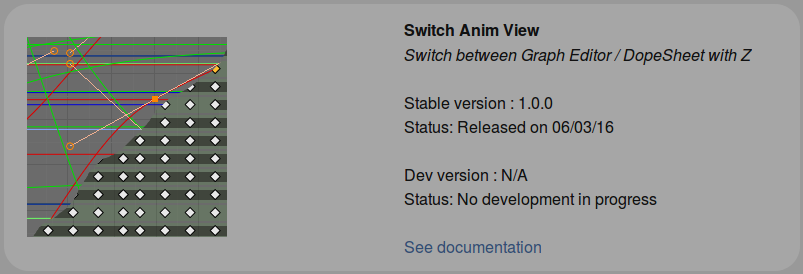 Switch Anim View
Switch between Graph Editor / DopeSheet with Z
Stable version : 1.0.0
Status: Released on 06/03/16
Dev version : N/A
Status: No development in progress
See documentation